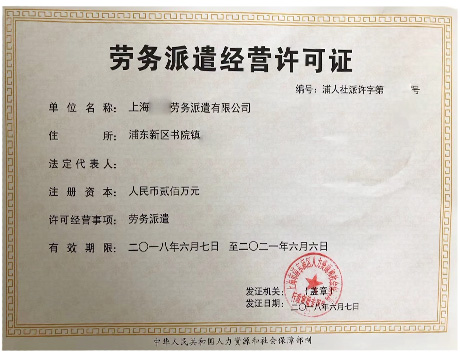 劳务派遣经营许可证
编号：浦人社派许字第 号
单位名称：上海 劳务派遣有限公司
住所：浦东新区书院镇
法定代表人：
注册资本：人民币贰佰万元
许可经营事项：劳务派遣
有效期限：二〇一八年六月七日 至二〇二一年六月六日
发证机关：（盖章）
发证日期：二〇一八年六月七日
中华人民共和国人力资源和社会保障部制